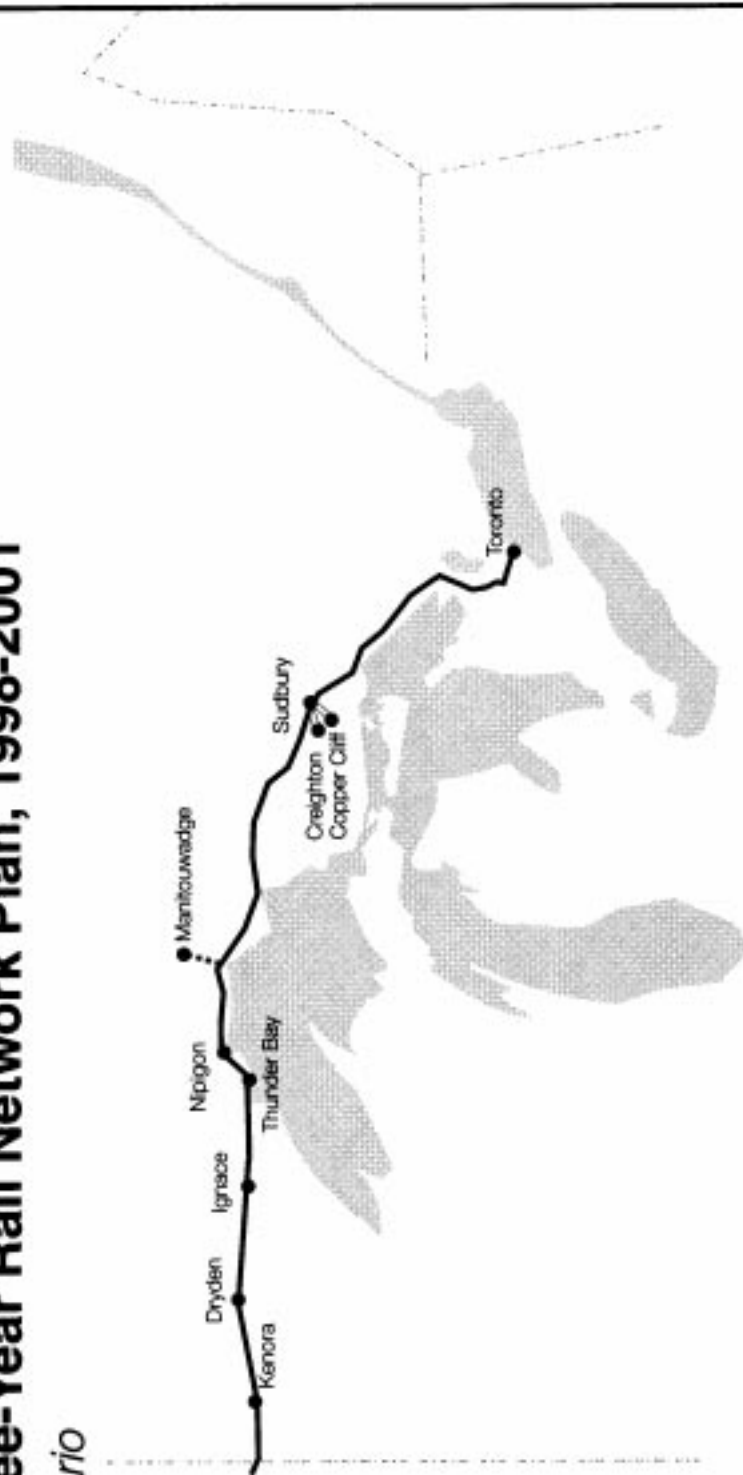 ee-Year Rail Network Plan, 1998-2001
rio
Kenora
Dryden
Ignace
Thunder Bay
Nipigon
Manitouwadge
Creighton
Copper Cliff
Sudbury
Toronto